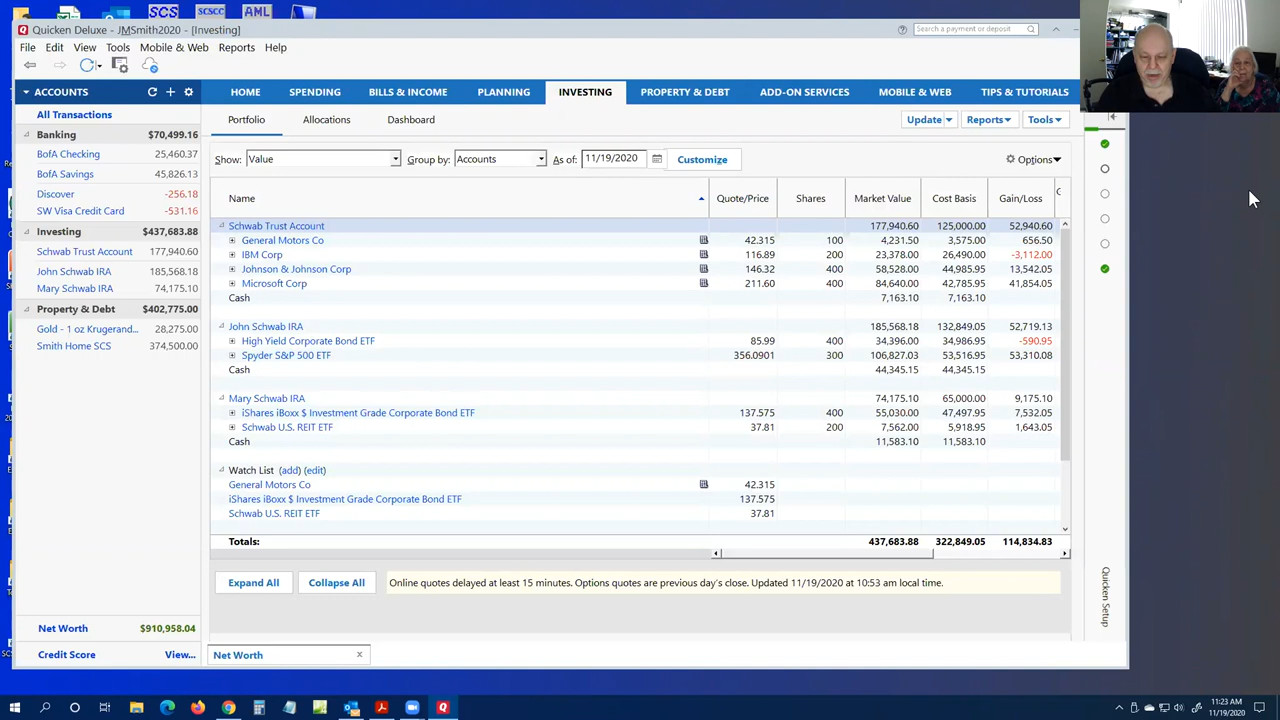 SCS SCSCC AML
Quicken Deluxe - JMSmith2020 - [Investing]
Search a payment or deposit
File Edit View Tools Mobile & Web Reports Help
ACCOUNTS
HOME SPENDING BILLS & INCOME PLANNING INVESTING PROPERTY & DEBT ADD-ON SERVICES MOBILE & WEB TIPS & TUTORIALS
All Transactions
Portfolio Allocations Dashboard
Update Reports Tools
Banking $70,499.16
BofA Checking 25,460.37
BofA Savings 45,826.13
Discover -256.18
SW Visa Credit Card -531.16
Investing $437,683.88
Schwab Trust Account 177,940.60
John Schwab IRA 185,568.18
Mary Schwab IRA 74,175.10
Property & Debt $402,775.00
Gold - 1 oz Krugerand... 28,275.00
Smith Home SCS 374,500.00
Net Worth $910,958.04
Credit Score View...
Show: Value Group by: Accounts As of: 11/19/2020 Customize Options
Name Quote/Price Shares Market Value Cost Basis Gain/Loss
Schwab Trust Account 177,940.60 125,000.00 52,940.60
General Motors Co 42.315 100 4,231.50 3,575.00 656.50
IBM Corp 116.89 200 23,378.00 26,490.00 -3,112.00
Johnson & Johnson Corp 146.32 400 58,528.00 44,985.95 13,542.05
Microsoft Corp 211.60 400 84,640.00 42,785.95 41,854.05
Cash 7,163.10 7,163.10
John Schwab IRA 185,568.18 132,849.05 52,719.13
High Yield Corporate Bond ETF 85.99 400 34,396.00 34,986.95 -590.95
Spyder S&P 500 ETF 356.0901 300 106,827.03 53,516.95 53,310.08
Cash 44,345.15 44,345.15
Mary Schwab IRA 74,175.10 65,000.00 9,175.10
iShares iBoxx $ Investment Grade Corporate Bond ETF 137.575 400 55,030.00 47,497.95 7,532.05
Schwab U.S. REIT ETF 37.81 200 7,562.00 5,918.95 1,643.05
Cash 11,583.10 11,583.10
Watch List (add) (edit)
General Motors Co 42.315
iShares iBoxx $ Investment Grade Corporate Bond ETF 137.575
Schwab U.S. REIT ETF 37.81
Totals: 437,683.88 322,849.05 114,834.83
Expand All Collapse All Online quotes delayed at least 15 minutes. Options quotes are previous day's close. Updated 11/19/2020 at 10:53 am local time.
Net Worth
Quicken Setup
11:23 AM
11/19/2020